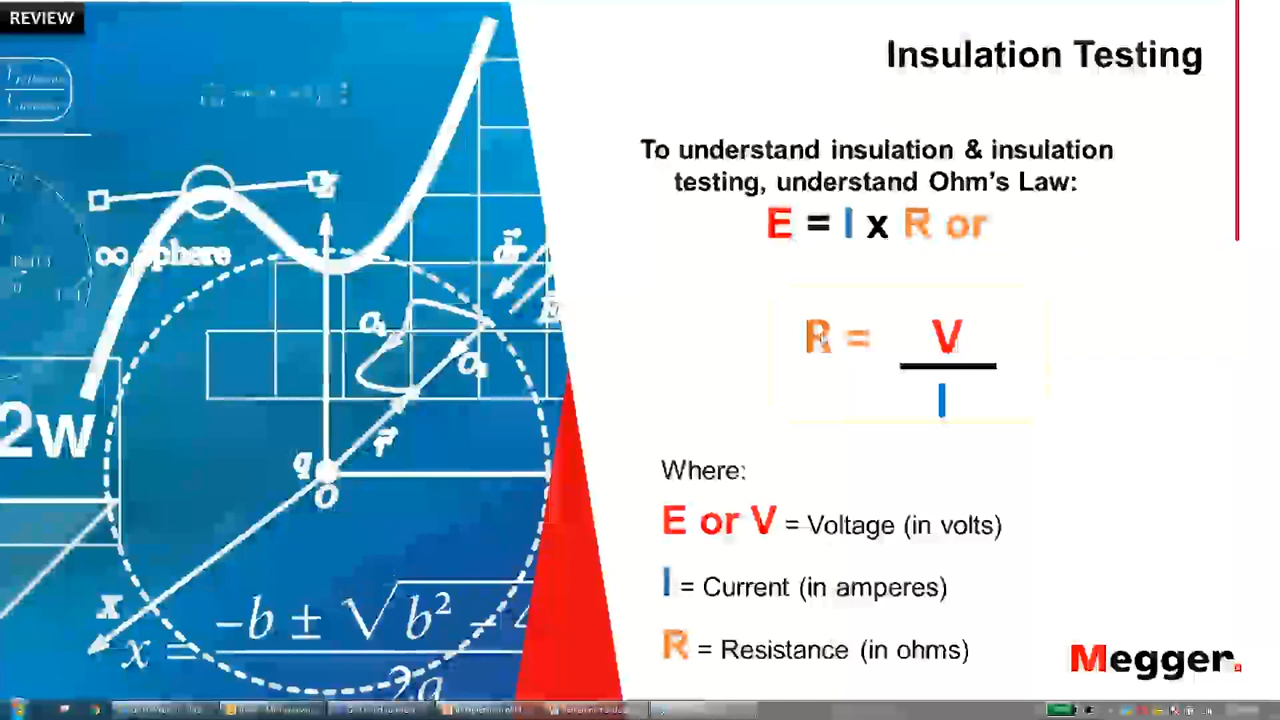 REVIEW
Insulation Testing
To understand insulation & insulation
testing, understand Ohm's Law:
E = I x R or
R = V
I
Where:
E or V = Voltage (in volts)
I = Current (in amperes)
R = Resistance (in ohms)
Megger.
∞ sphere
2w
q
O
x
x = -b ± √b² - 4
2a